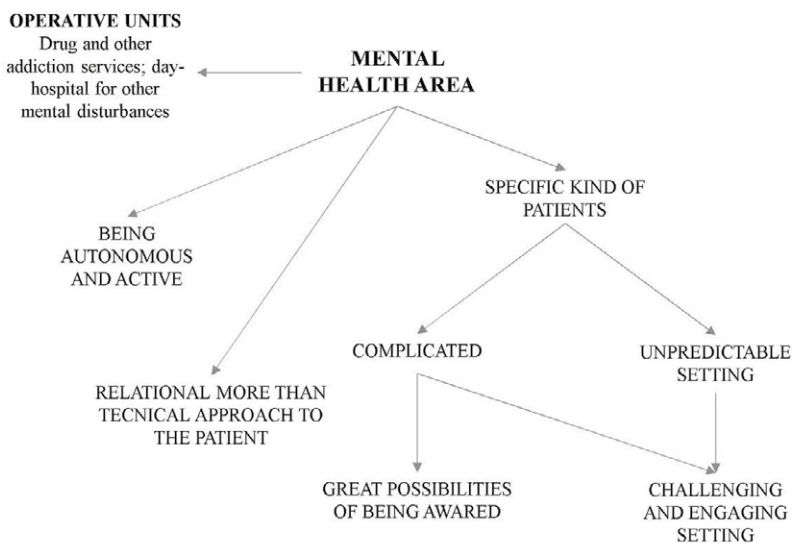 OPERATIVE UNITS
Drug and other
addiction services; day-
hospital for other
mental disturbances
MENTAL
HEALTH AREA
SPECIFIC KIND OF
PATIENTS
BEING
AUTONOMOUS
AND ACTIVE
COMPLICATED
UNPREDICTABLE
SETTING
RELATIONAL MORE THAN
TECNICAL APPROACH TO
THE PATIENT
GREAT POSSIBILITIES
OF BEING AWARED
CHALLENGING
AND ENGAGING
SETTING